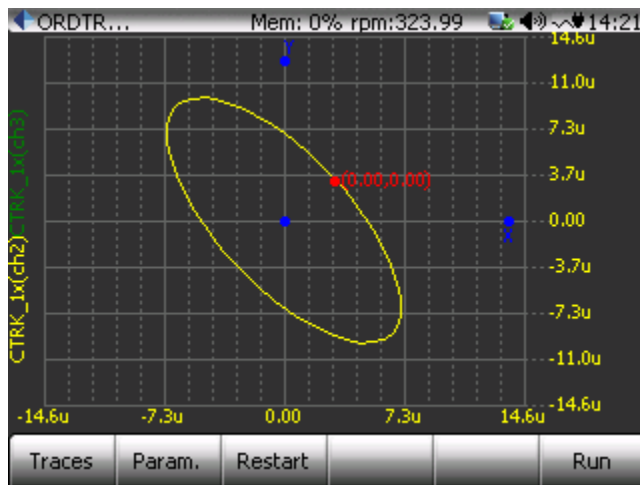 ORDTR... Mem: 0% rpm:323.99 14:21
14.6u
Y
11.0u
CTRK_1x(ch3)
7.3u
3.7u
(0.00,0.00)
0.00
X
CTRK_1x(ch2)
-3.7u
-7.3u
-11.0u
-14.6u
-14.6u -7.3u 0.00 7.3u 14.6u
Traces Param. Restart Run